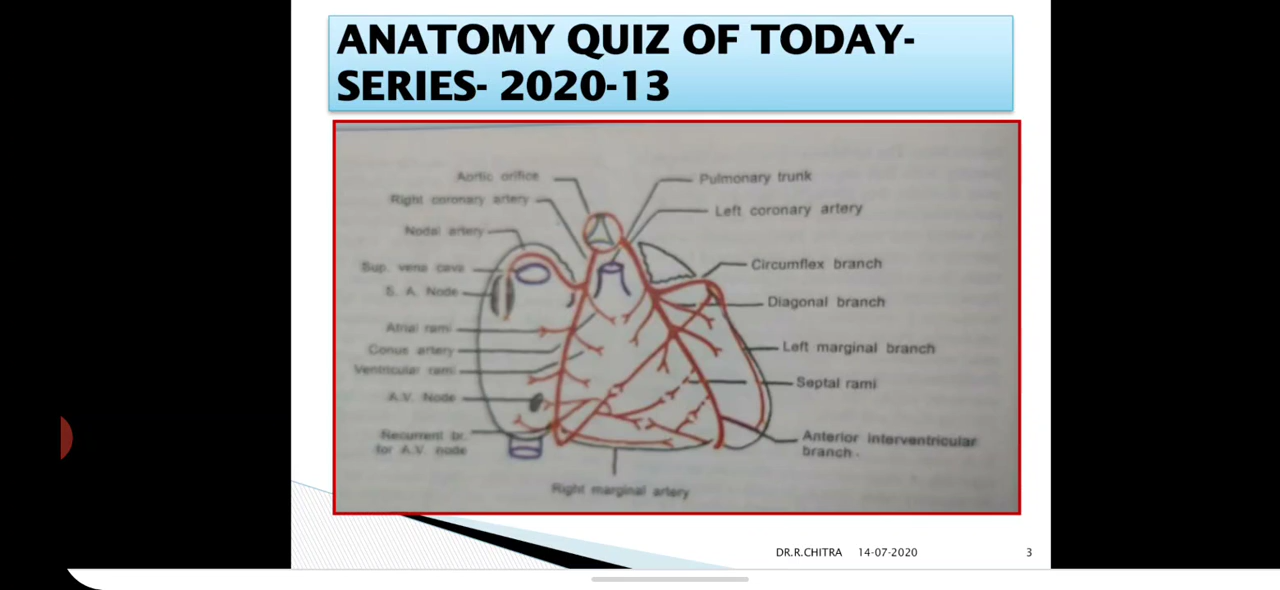 ANATOMY QUIZ OF TODAY-
SERIES- 2020-13
Aortic orifice
Pulmonary trunk
Right coronary artery
Left coronary artery
Nodal artery
Sup. vena cava
Circumflex branch
S. A. Node
Diagonal branch
Atrial rami
Conus artery
Left marginal branch
Ventricular rami
Septal rami
A.V. Node
Recurrent br.
for A.V. node
Anterior interventricular
branch.
Right marginal artery
DR.R.CHITRA 14-07-2020 3